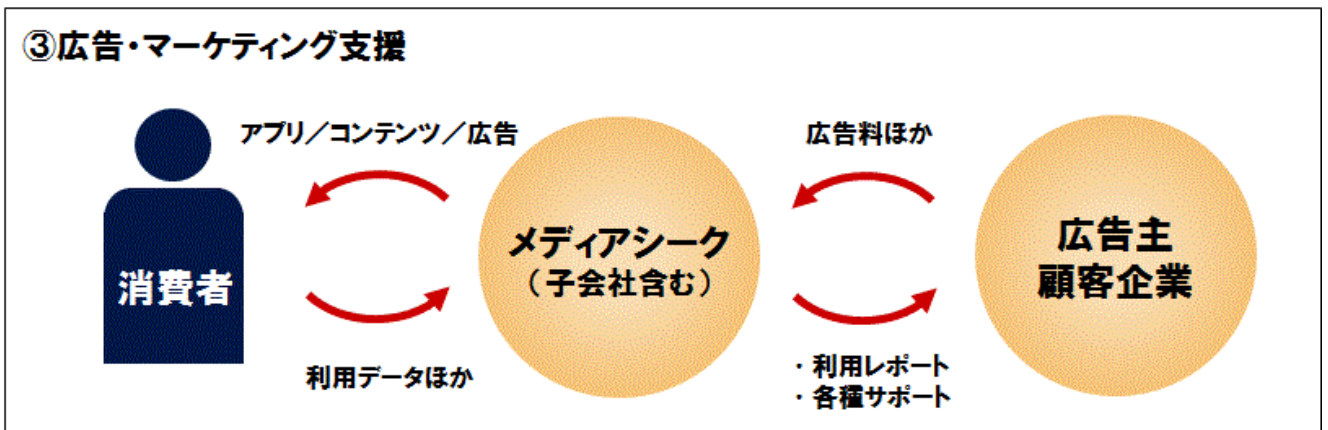 ③広告・マーケティング支援
アプリ／コンテンツ／広告
広告料ほか
消費者
メディアシーク
（子会社含む）
広告主
顧客企業
利用データほか
・利用レポート
・各種サポート